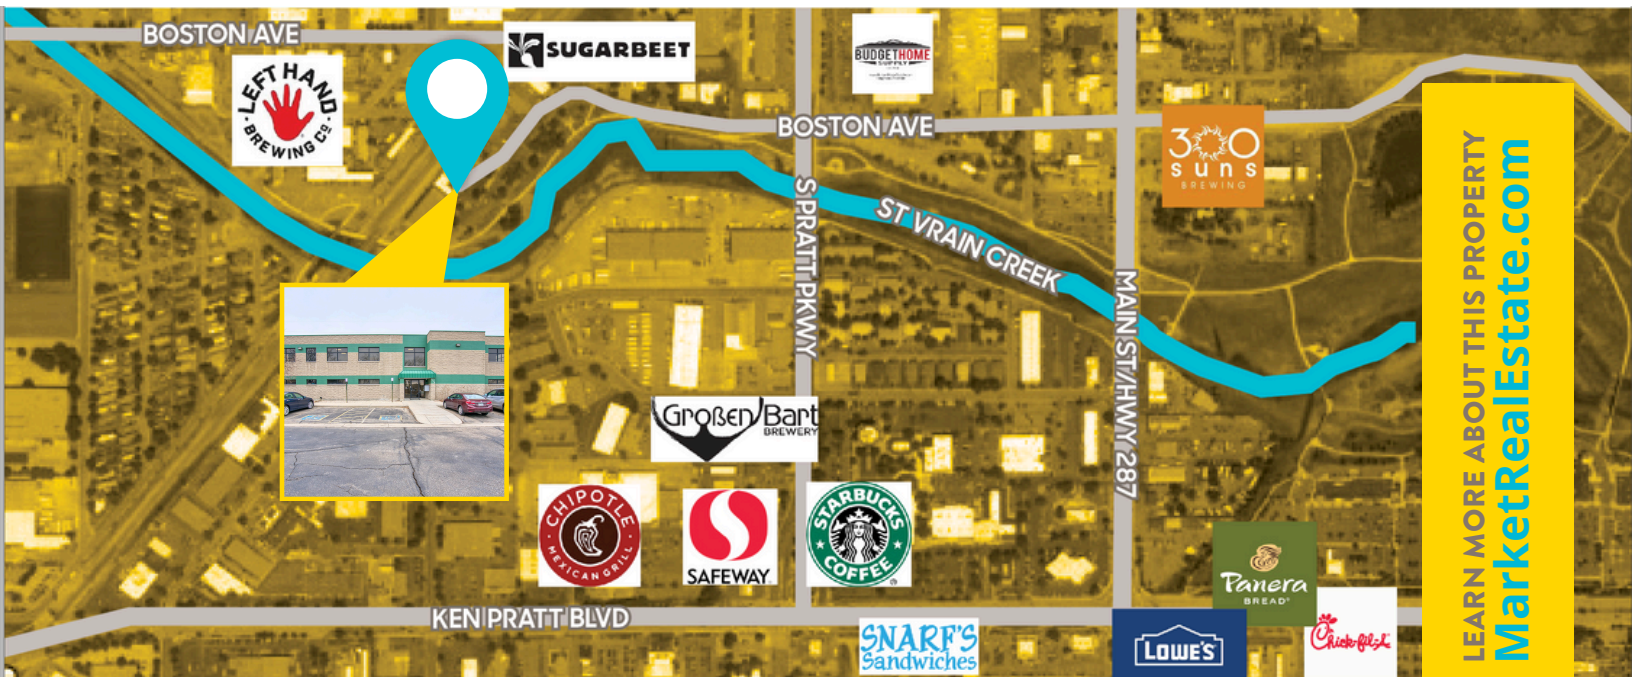 BOSTON AVE
SUGARBEET
BUDGETHOME
SUPPLY
LEFT HAND
BREWING Co.
BOSTON AVE
300
suns
BREWING
S PRATT PKWY
ST VRAIN CREEK
MAIN ST/HWY 287
Großen Bart
BREWERY
CHIPOTLE
MEXICAN GRILL
SAFEWAY
STARBUCKS
COFFEE
Panera
BREAD®
KEN PRATT BLVD
SNARF'S
Sandwiches
LOWE'S
Chick-fil-A
LEARN MORE ABOUT THIS PROPERTY
MarketRealEstate.com